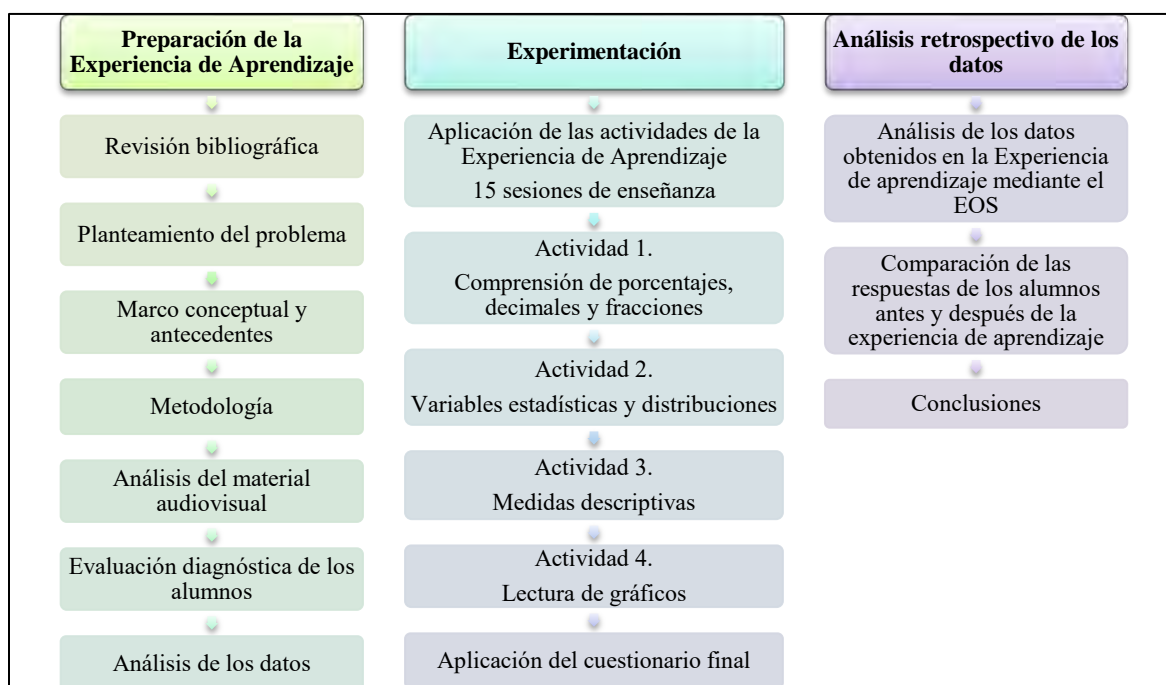 Preparación de la
Experiencia de Aprendizaje
Revisión bibliográfica
Planteamiento del problema
Marco conceptual y
antecedentes
Metodología
Análisis del material
audiovisual
Evaluación diagnóstica de los
alumnos
Análisis de los datos
Experimentación
Aplicación de las actividades de la
Experiencia de Aprendizaje
15 sesiones de enseñanza
Actividad 1.
Comprensión de porcentajes,
decimales y fracciones
Actividad 2.
Variables estadísticas y distribuciones
Actividad 3.
Medidas descriptivas
Actividad 4.
Lectura de gráficos
Aplicación del cuestionario final
Análisis retrospectivo de los
datos
Análisis de los datos
obtenidos en la Experiencia
de aprendizaje mediante el
EOS
Comparación de las
respuestas de los alumnos
antes y después de la
experiencia de aprendizaje
Conclusiones